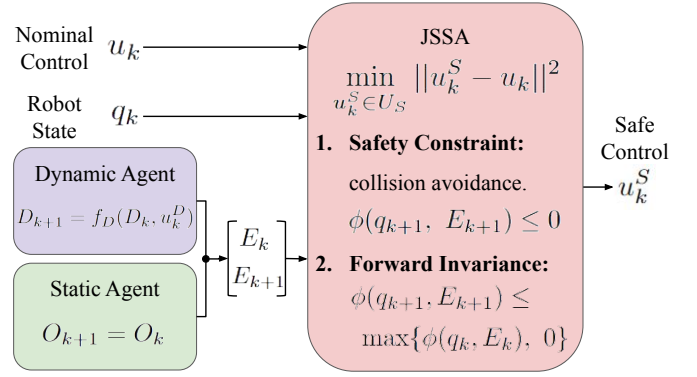 Nominal
Control
u_k
Robot
State
q_k
Dynamic Agent
D_{k+1} = f_D(D_k, u_k^D)
Static Agent
O_{k+1} = O_k
E_k
E_{k+1}
JSSA
min ||u_k^S − u_k||^2
u_k^S∈U_S
1. Safety Constraint:
collision avoidance.
ϕ(q_{k+1}, E_{k+1}) ≤ 0
2. Forward Invariance:
ϕ(q_{k+1}, E_{k+1}) ≤
max{ϕ(q_k, E_k), 0}
Safe
Control
u_k^S